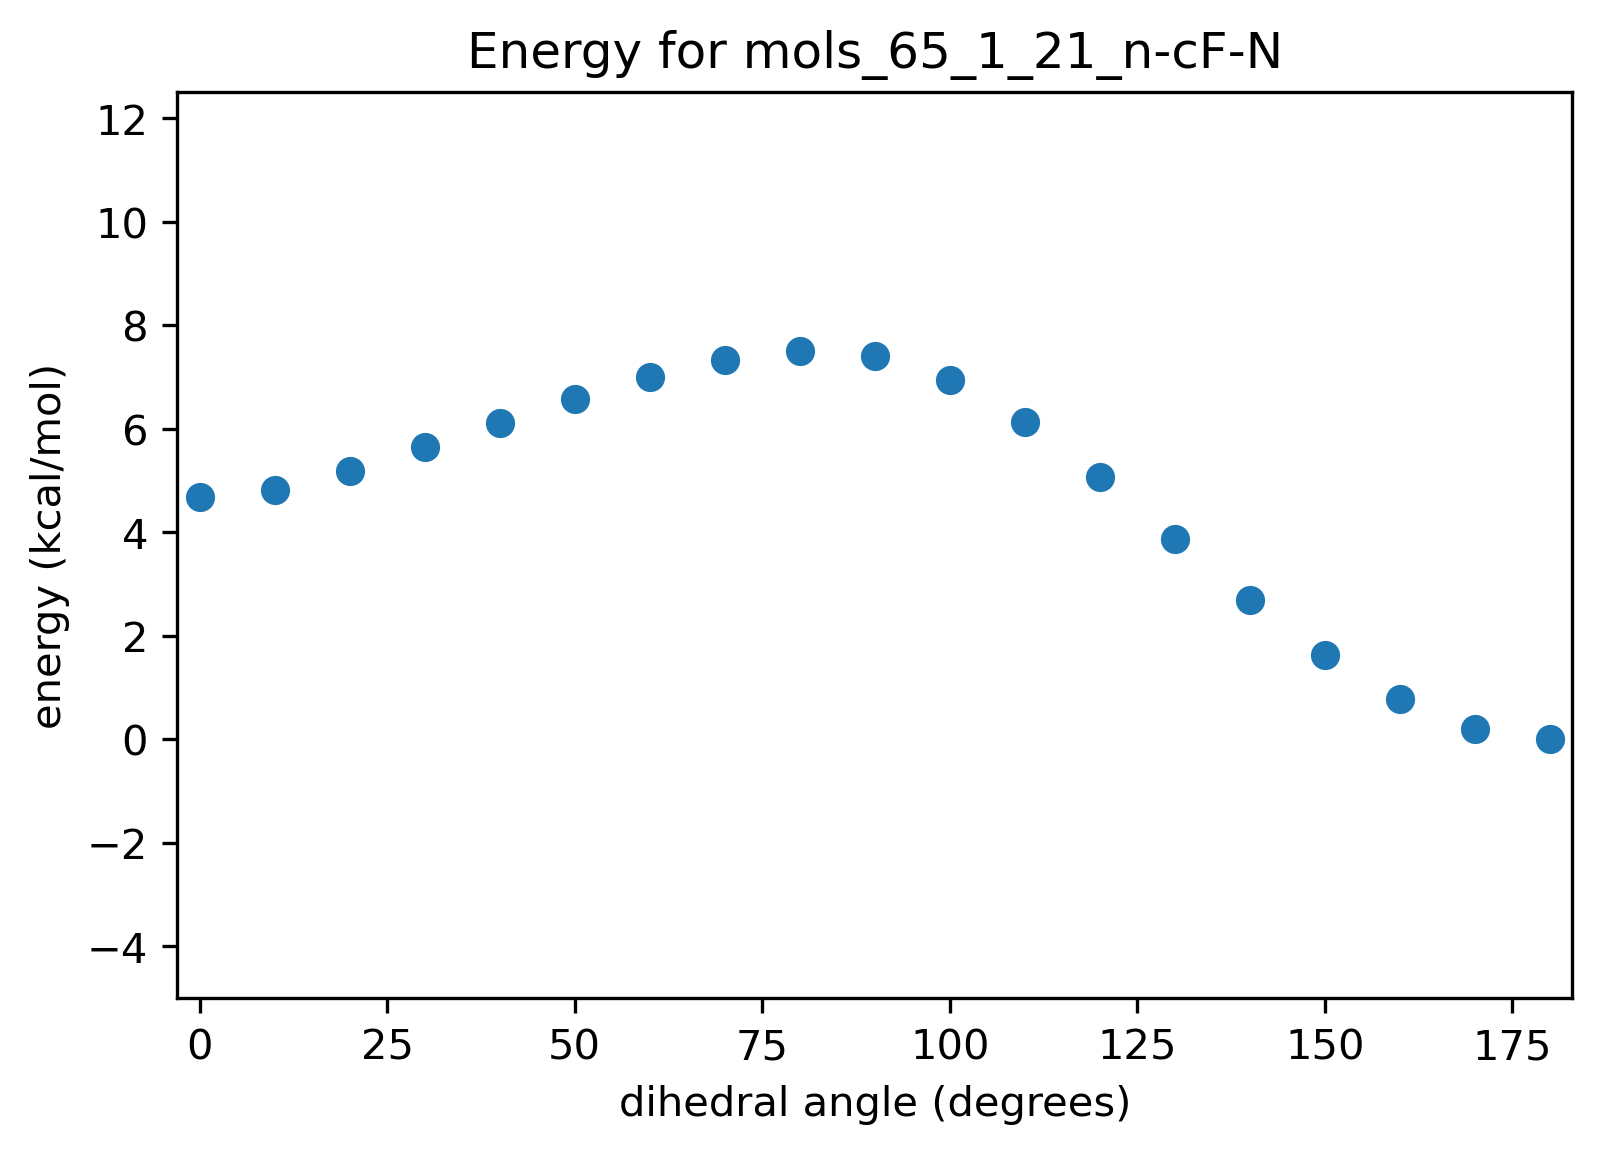 Energy for mols_65_1_21_n-cF-N
12
10
8
6
4
2
0
−2
−4
energy (kcal/mol)
0 25 50 75 100 125 150 175
dihedral angle (degrees)